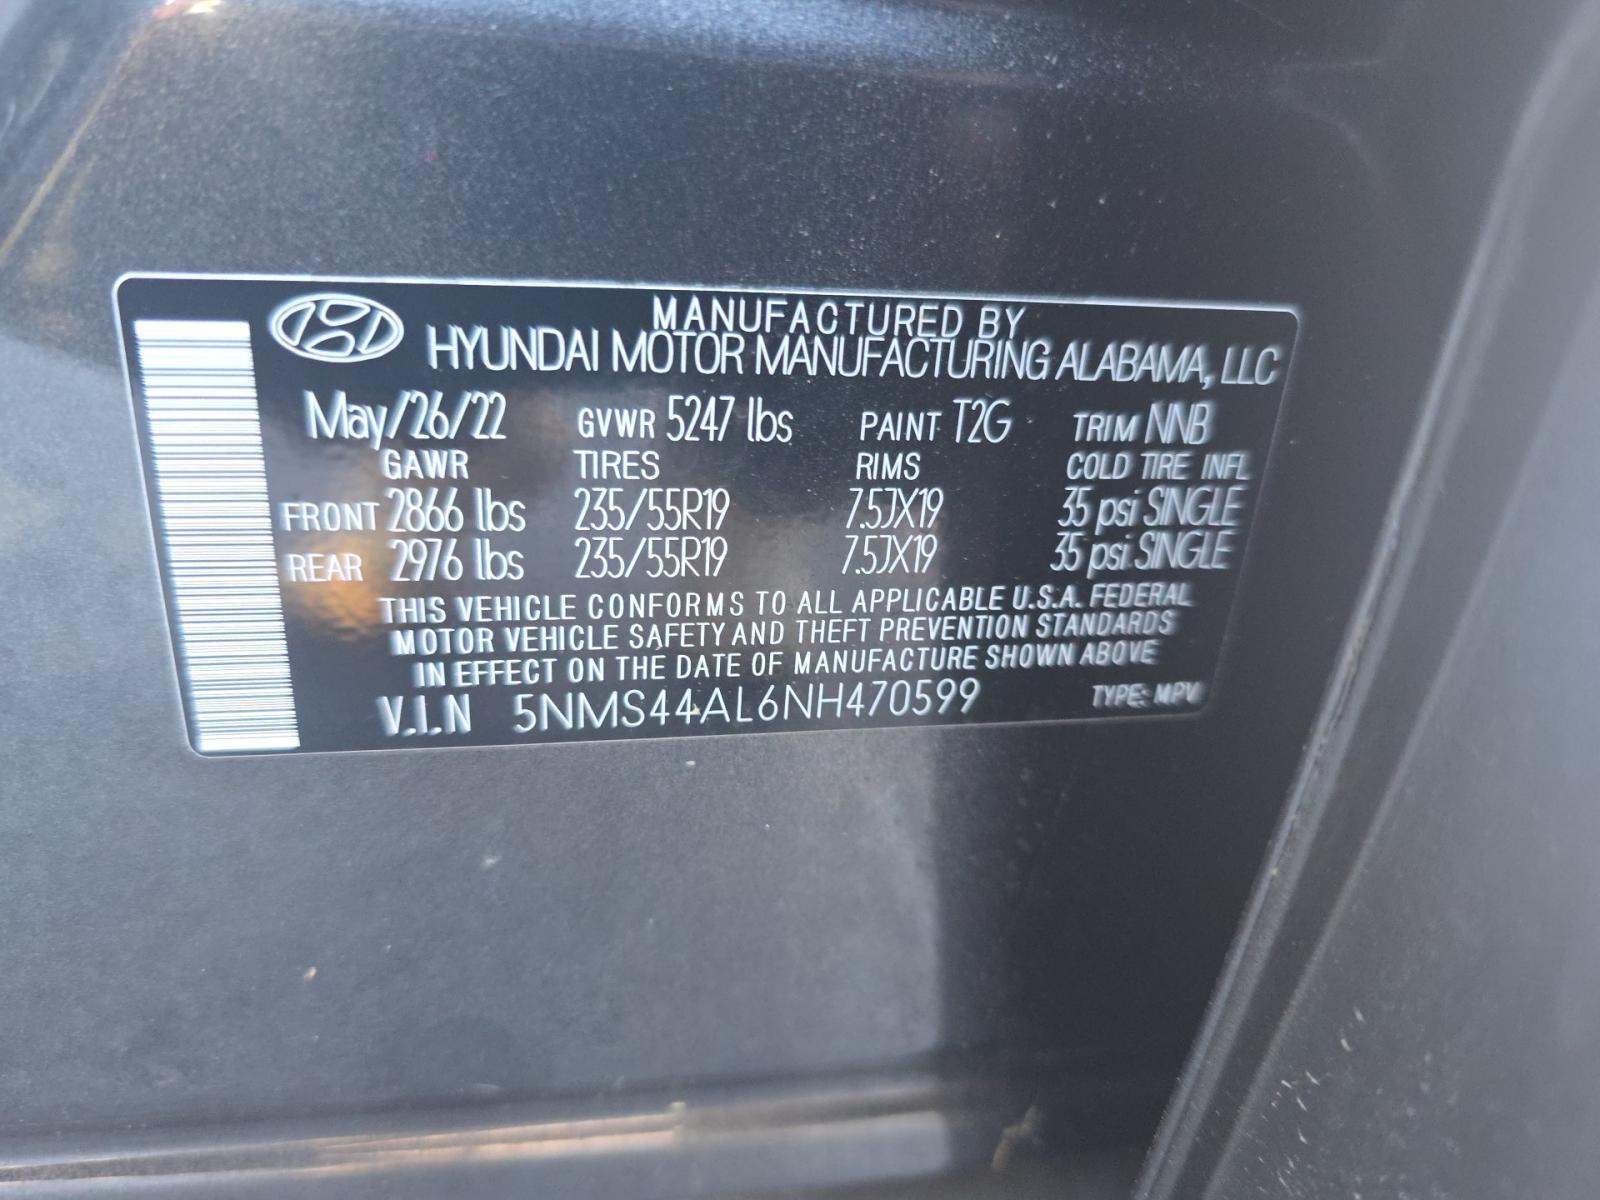 MANUFACTURED BY
HYUNDAI MOTOR MANUFACTURING ALABAMA, LLC
May/26/22 GVWR 5247 lbs PAINT T2G TRIM NNB
GAWR TIRES RIMS COLD TIRE INFL
FRONT 2866 lbs 235/55R19 7.5JX19 35 psi SINGLE
REAR 2976 lbs 235/55R19 7.5JX19 35 psi SINGLE
THIS VEHICLE CONFORMS TO ALL APPLICABLE U.S.A. FEDERAL
MOTOR VEHICLE SAFETY AND THEFT PREVENTION STANDARDS
IN EFFECT ON THE DATE OF MANUFACTURE SHOWN ABOVE
V.I.N 5NMS44AL6NH470599 TYPE: MPV